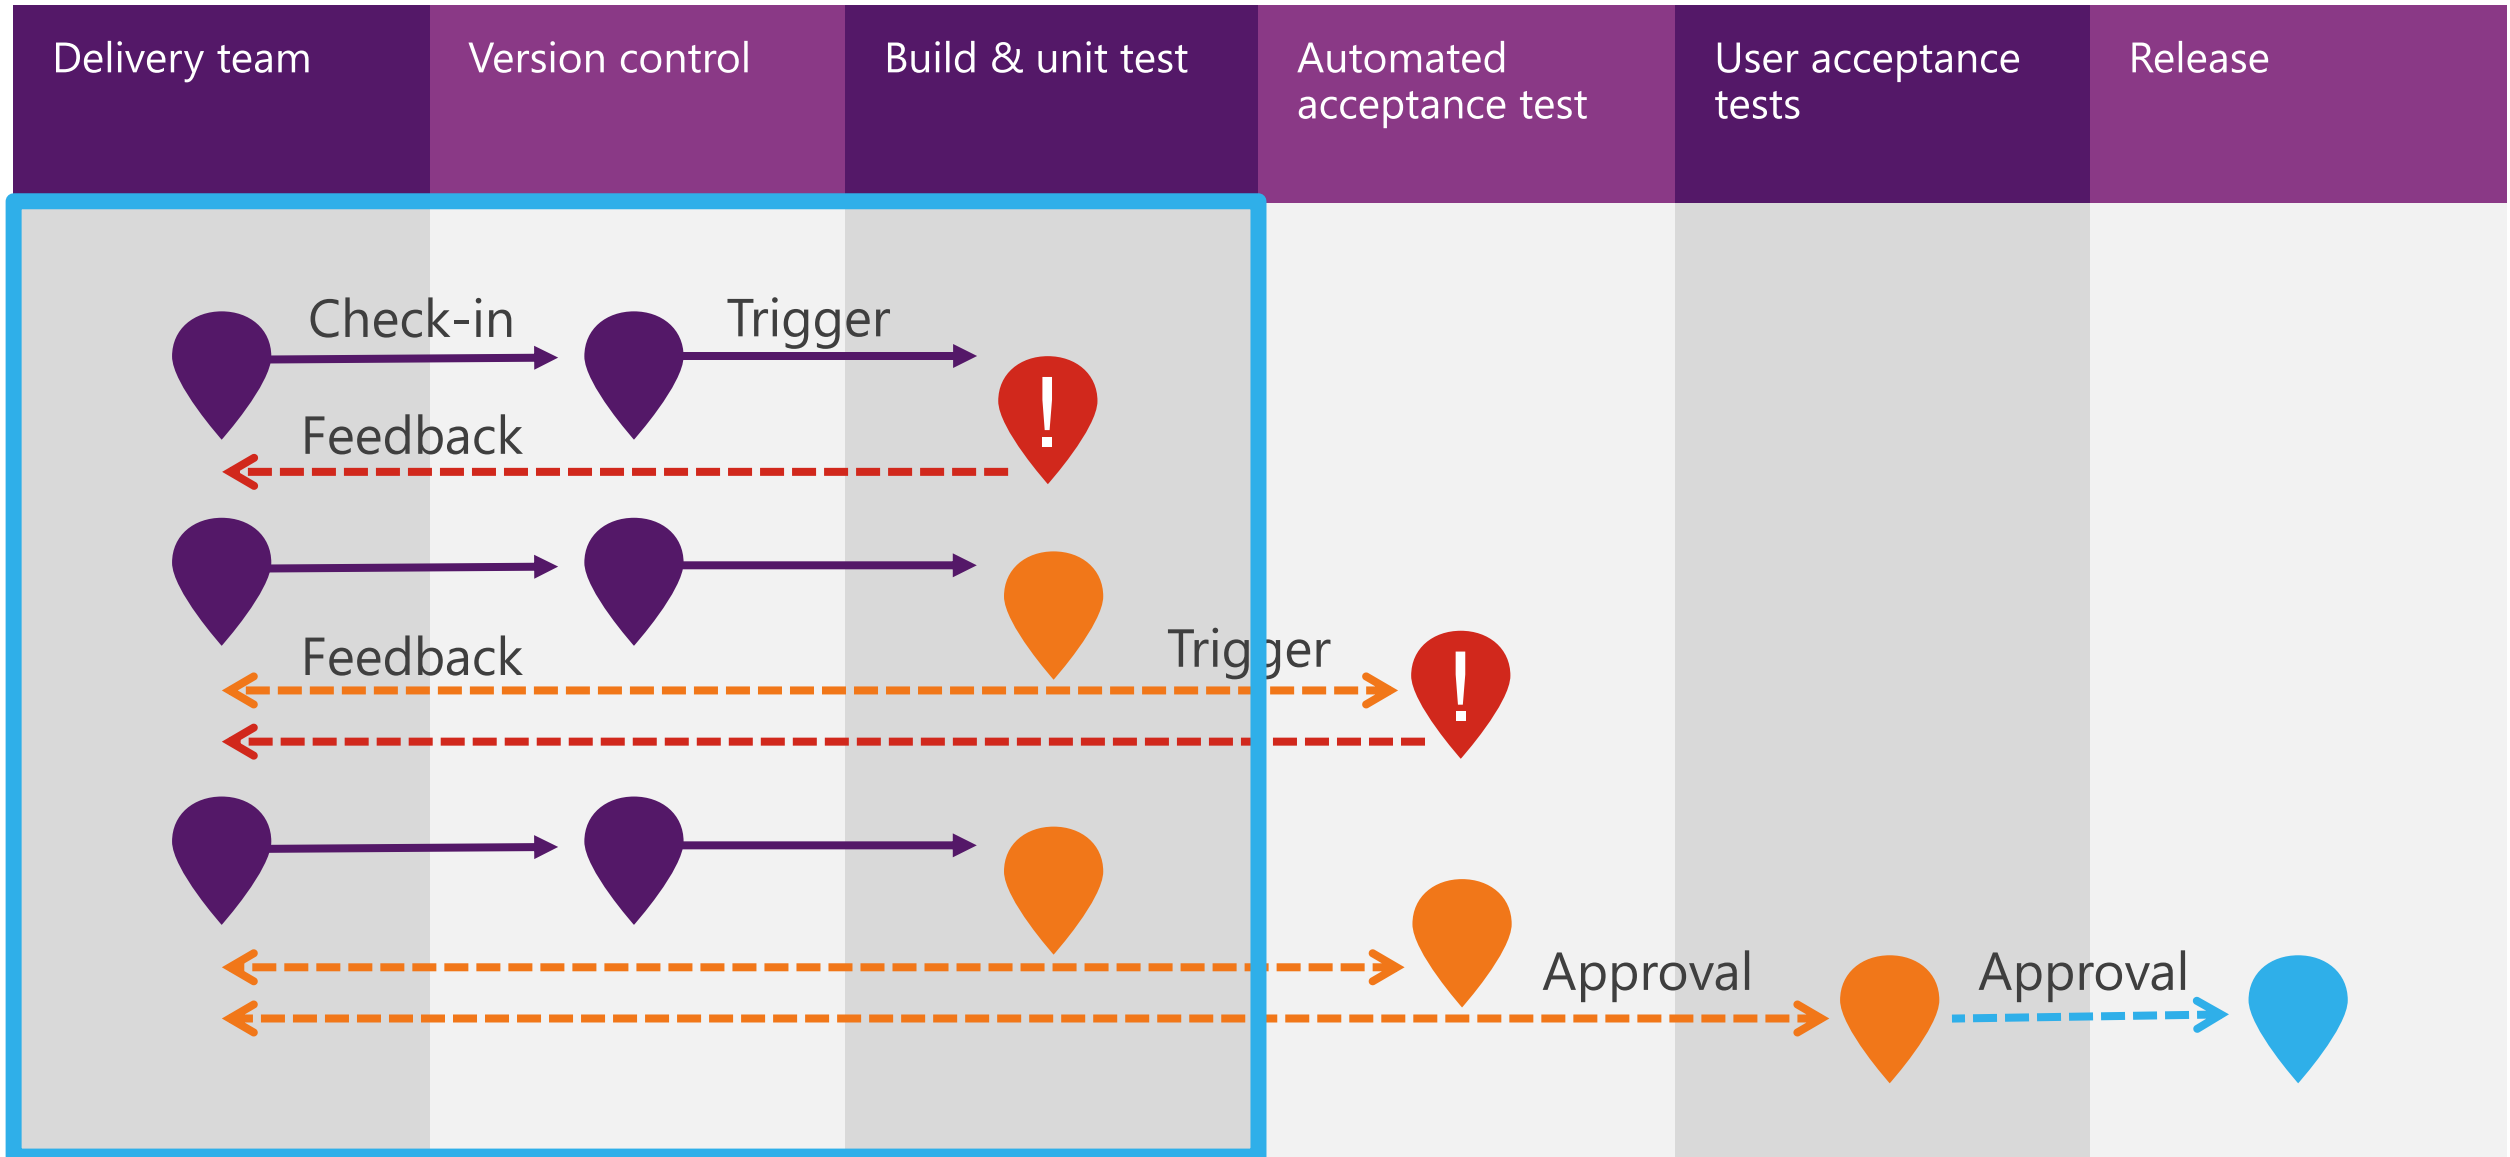 Delivery team
Version control
Build & unit test
Automated
acceptance test
User acceptance
tests
Release
Check-in
Trigger
!
Feedback
Feedback
Trigger
!
Approval
Approval